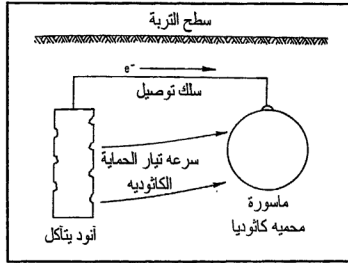 سطح التربة
e⁻
سلك توصيل
سرعه تيار الحماية
الكاثوديه
ماسورة
محميه كاثوديا
أنود يتآكل